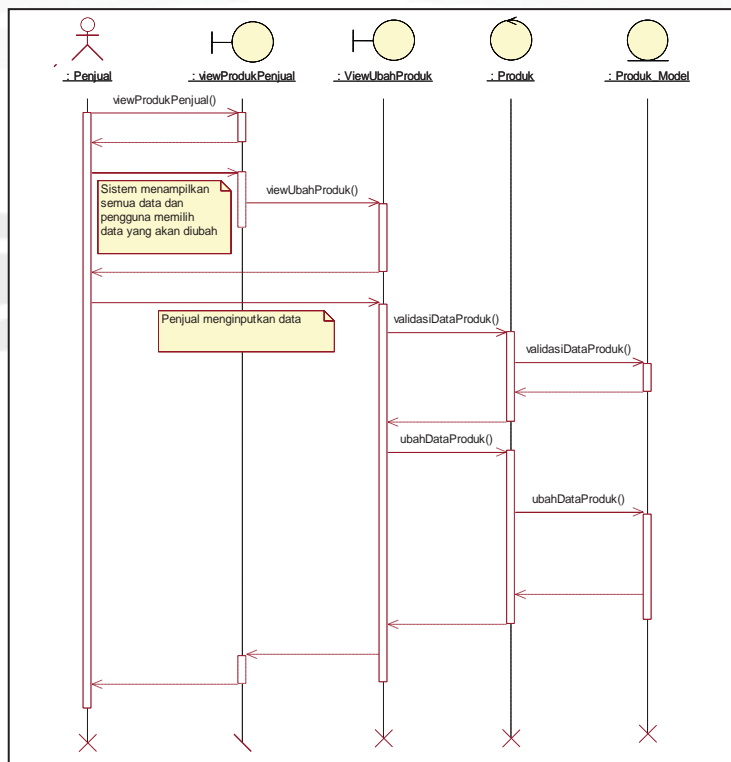 : Penjual
: viewProdukPenjual
: ViewUbahProduk
: Produk
: Produk_Model
viewProdukPenjual()
Sistem menampilkan
semua data dan
pengguna memilih
data yang akan diubah
viewUbahProduk()
Penjual menginputkan data
validasiDataProduk()
validasiDataProduk()
ubahDataProduk()
ubahDataProduk()